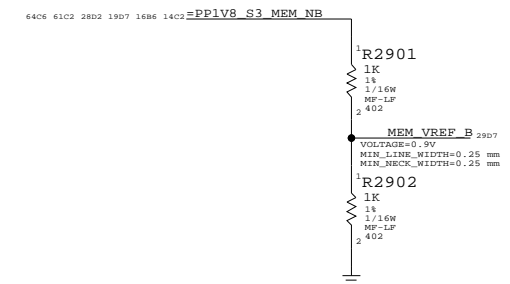 64C6 61C2 28D2 19D7 16B6 14C2 =PP1V8_S3_MEM_NB
1
R2901
1K
1%
1/16W
MF-LF
402
2
MEM_VREF_B 29D7
VOLTAGE=0.9V
MIN_LINE_WIDTH=0.25 mm
MIN_NECK_WIDTH=0.25 mm
1
R2902
1K
1%
1/16W
MF-LF
402
2